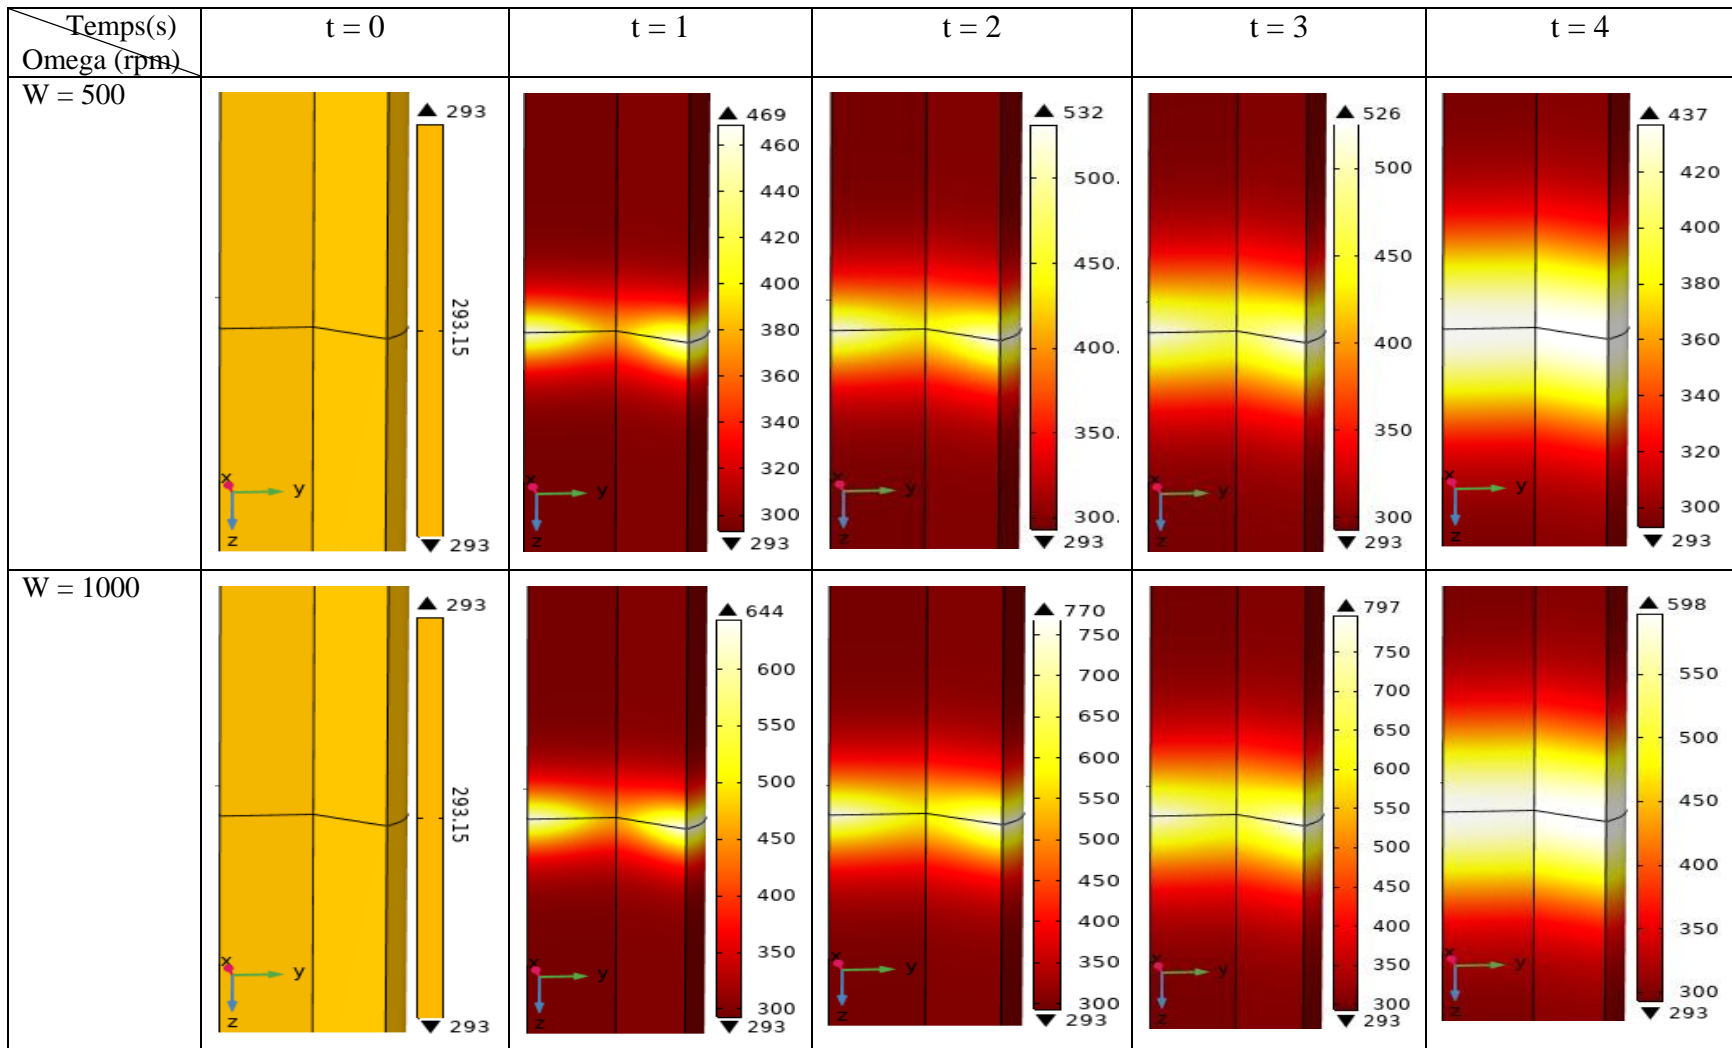 Temps(s)
Omega (rpm)
t = 0
t = 1
t = 2
t = 3
t = 4
W = 500
▲ 293
293.15
▼ 293
x
y
z
▲ 469
460
440
420
400
380
360
340
320
300
▼ 293
x
y
z
▲ 532
500.
450.
400.
350.
300.
▼ 293
x
y
z
▲ 526
500
450
400
350
300
▼ 293
x
y
z
▲ 437
420
400
380
360
340
320
300
▼ 293
x
y
z
W = 1000
▲ 293
293.15
▼ 293
x
y
z
▲ 644
600
550
500
450
400
350
300
▼ 293
x
y
z
▲ 770
750
700
650
600
550
500
450
400
350
300
▼ 293
x
y
z
▲ 797
750
700
650
600
550
500
450
400
350
300
▼ 293
x
y
z
▲ 598
550
500
450
400
350
300
▼ 293
x
y
z